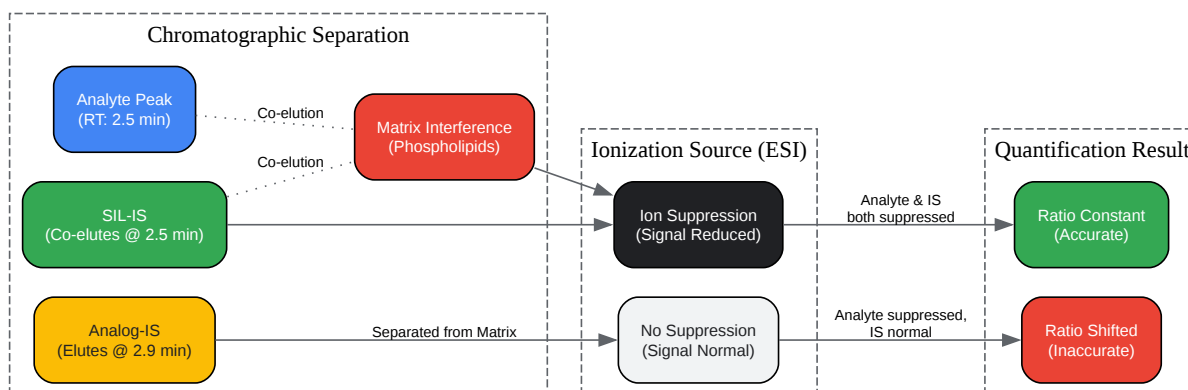 Chromatographic Separation
Analyte Peak
(RT: 2.5 min)
Co-elution
Matrix Interference
(Phospholipids)
Co-elution
SIL-IS
(Co-elutes @ 2.5 min)
Analog-IS
(Elutes @ 2.9 min)
Separated from Matrix
Ionization Source (ESI)
Ion Suppression
(Signal Reduced)
No Suppression
(Signal Normal)
Analyte & IS
both suppressed
Analyte suppressed,
IS normal
Quantification Result
Ratio Constant
(Accurate)
Ratio Shifted
(Inaccurate)